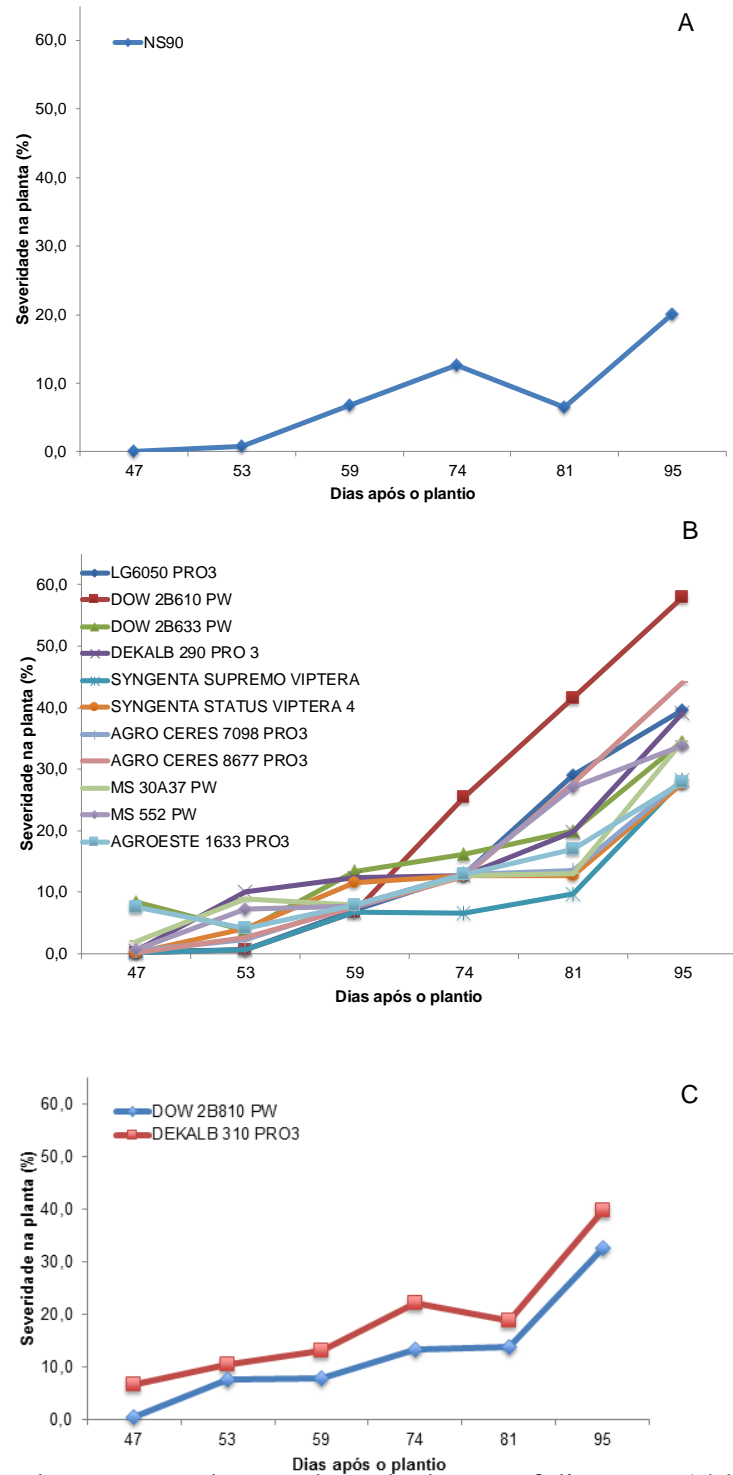 A
60,0
NS90
50,0
40,0
30,0
20,0
10,0
0,0
47 53 59 74 81 95
Dias após o plantio
Severidade na planta (%)
B
LG6050 PRO3
60,0
DOW 2B610 PW
DOW 2B633 PW
50,0
DEKALB 290 PRO 3
SYNGENTA SUPREMO VIPTERA
40,0
SYNGENTA STATUS VIPTERA 4
AGRO CERES 7098 PRO3
30,0
AGRO CERES 8677 PRO3
MS 30A37 PW
20,0
MS 552 PW
AGROESTE 1633 PRO3
10,0
0,0
47 53 59 74 81 95
Dias após o plantio
Severidade na planta (%)
C
60,0
DOW 2B810 PW
DEKALB 310 PRO3
50,0
40,0
30,0
20,0
10,0
0,0
47 53 59 74 81 95
Dias após o plantio
Severidade na planta (%)